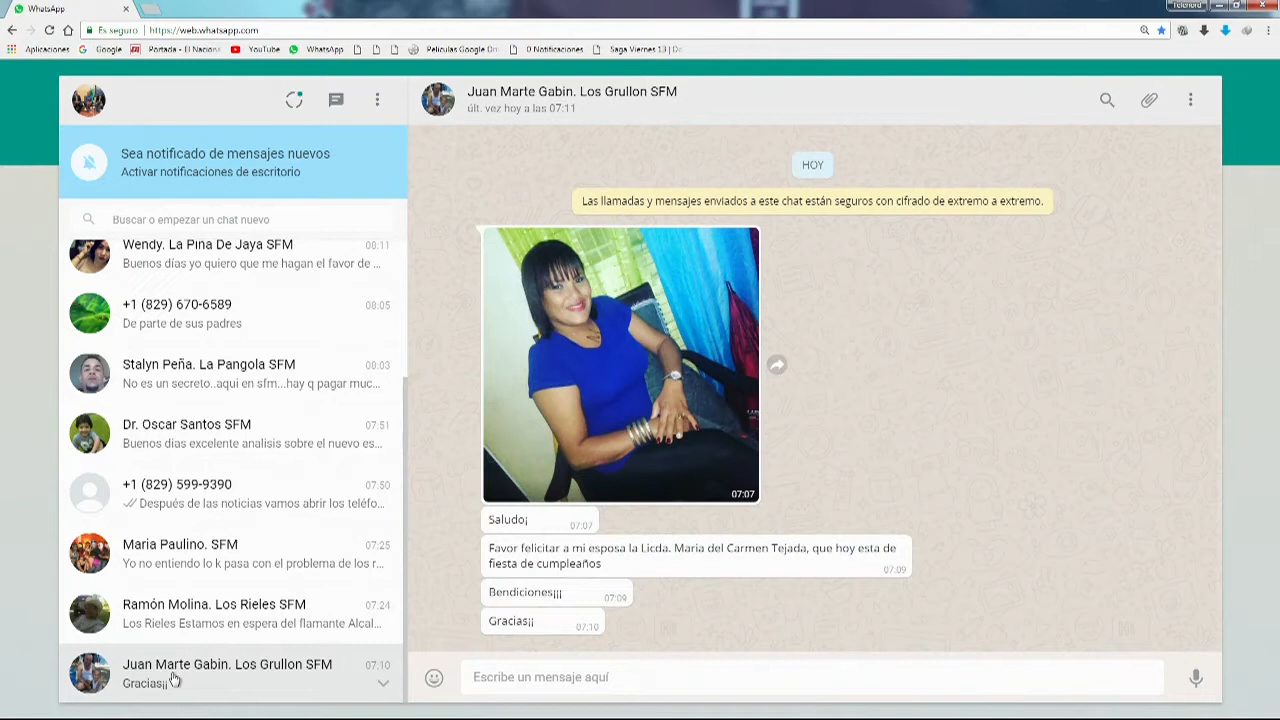 WhatsApp
Telenord
Es seguro
https://web.whatsapp.com
Aplicaciones
Google
Portada - El Naciona
YouTube
WhatsApp
Peliculas Google Dri
0 Notificaciones
Saga Viernes 13 | De
Juan Marte Gabin. Los Grullon SFM
últ. vez hoy a las 07:11
Sea notificado de mensajes nuevos
Activar notificaciones de escritorio
Buscar o empezar un chat nuevo
Wendy. La Pina De Jaya SFM
08:11
Buenos días yo quiero que me hagan el favor de ...
+1 (829) 670-6589
08:05
De parte de sus padres
Stalyn Peña. La Pangola SFM
08:03
No es un secreto..aqui en sfm...hay q pagar muc...
Dr. Oscar Santos SFM
07:51
Buenos dias excelente analisis sobre el nuevo es...
+1 (829) 599-9390
07:50
Después de las noticias vamos abrir los teléfo...
Maria Paulino. SFM
07:25
Yo no entiendo lo k pasa con el problema de los r...
Ramón Molina. Los Rieles SFM
07:24
Los Rieles Estamos en espera del flamante Alcal...
Juan Marte Gabin. Los Grullon SFM
07:10
Gracias¡¡
HOY
Las llamadas y mensajes enviados a este chat están seguros con cifrado de extremo a extremo.
07:07
Saludo¡
07:07
Favor felicitar a mi esposa la Licda. Maria del Carmen Tejada, que hoy esta de
fiesta de cumpleaños
07:09
Bendiciones¡¡¡
07:09
Gracias¡¡
07:10
Escribe un mensaje aquí